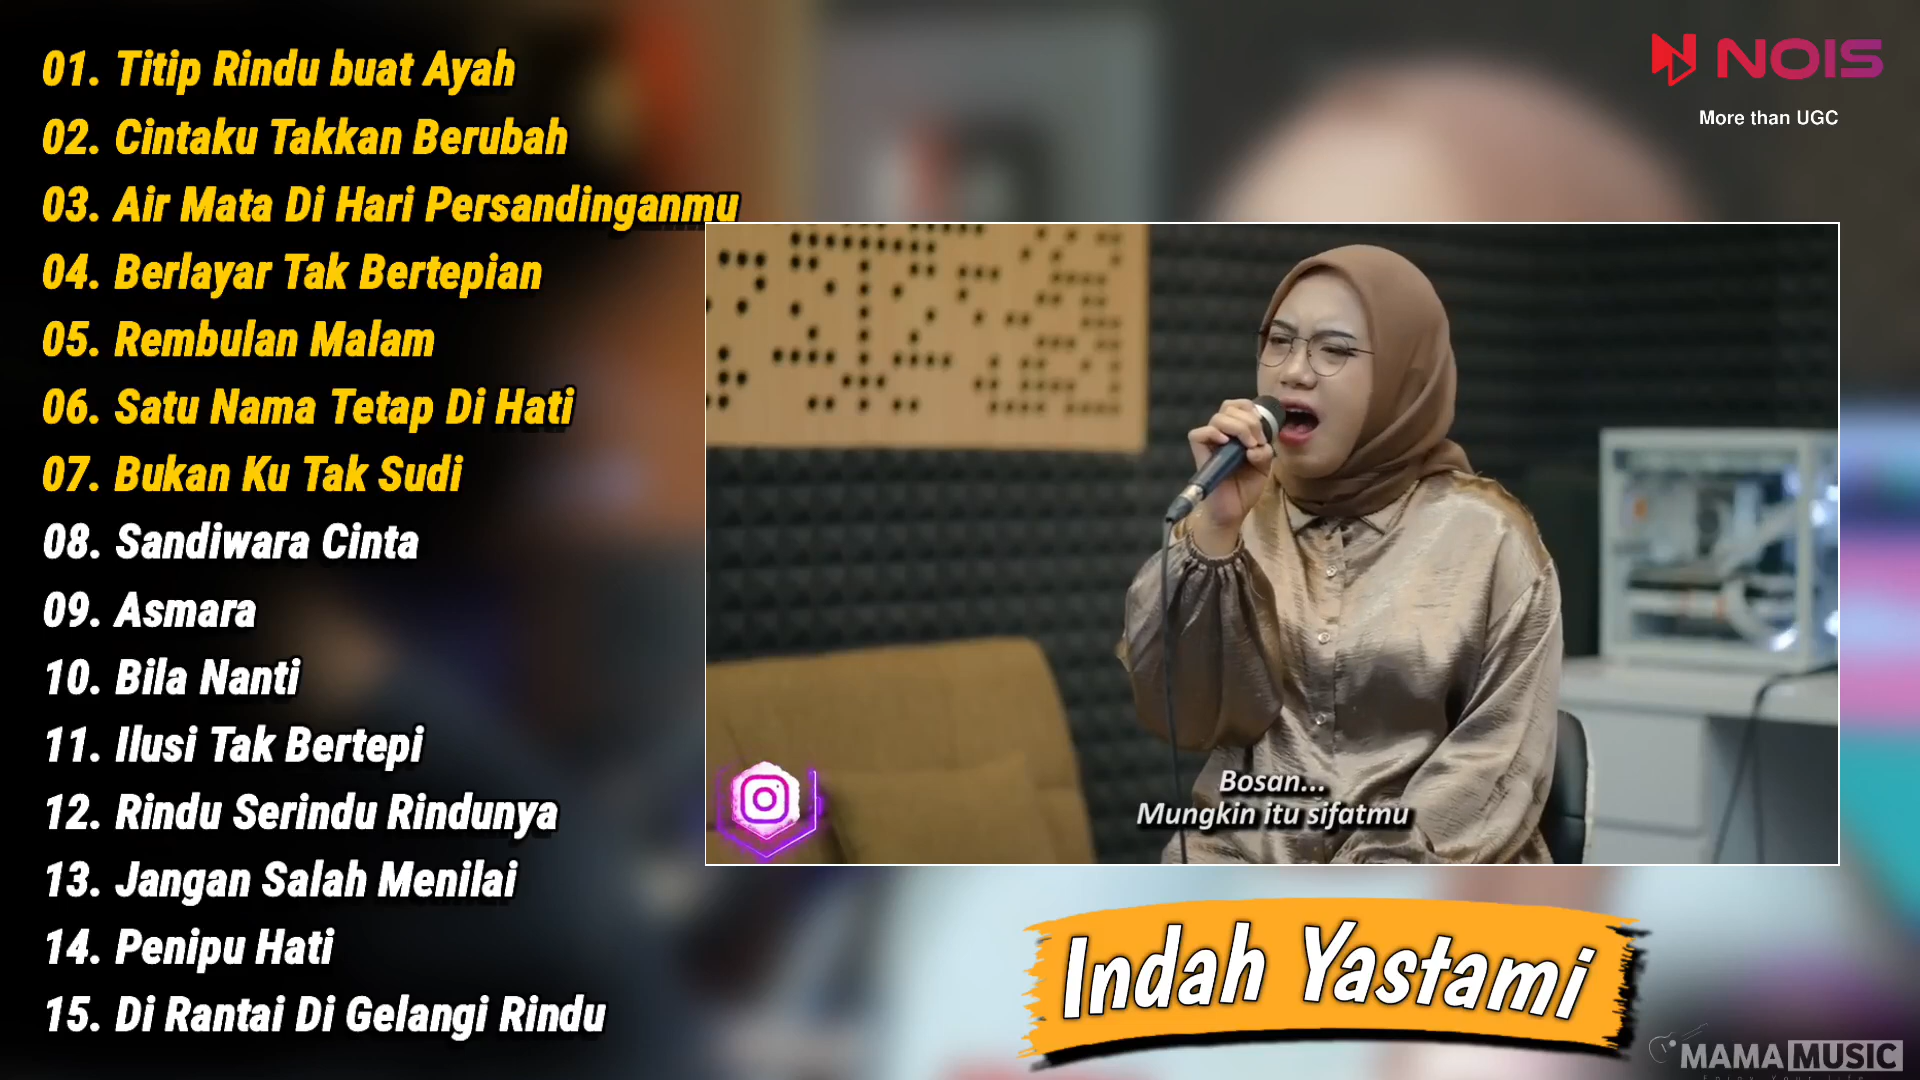 01. Titip Rindu buat Ayah
02. Cintaku Takkan Berubah
03. Air Mata Di Hari Persandinganmu
04. Berlayar Tak Bertepian
05. Rembulan Malam
06. Satu Nama Tetap Di Hati
07. Bukan Ku Tak Sudi
08. Sandiwara Cinta
09. Asmara
10. Bila Nanti
11. Ilusi Tak Bertepi
12. Rindu Serindu Rindunya
13. Jangan Salah Menilai
14. Penipu Hati
15. Di Rantai Di Gelangi Rindu
NOIS
More than UGC
Bosan...
Mungkin itu sifatmu
Indah Yastami
MAMA MUSIC